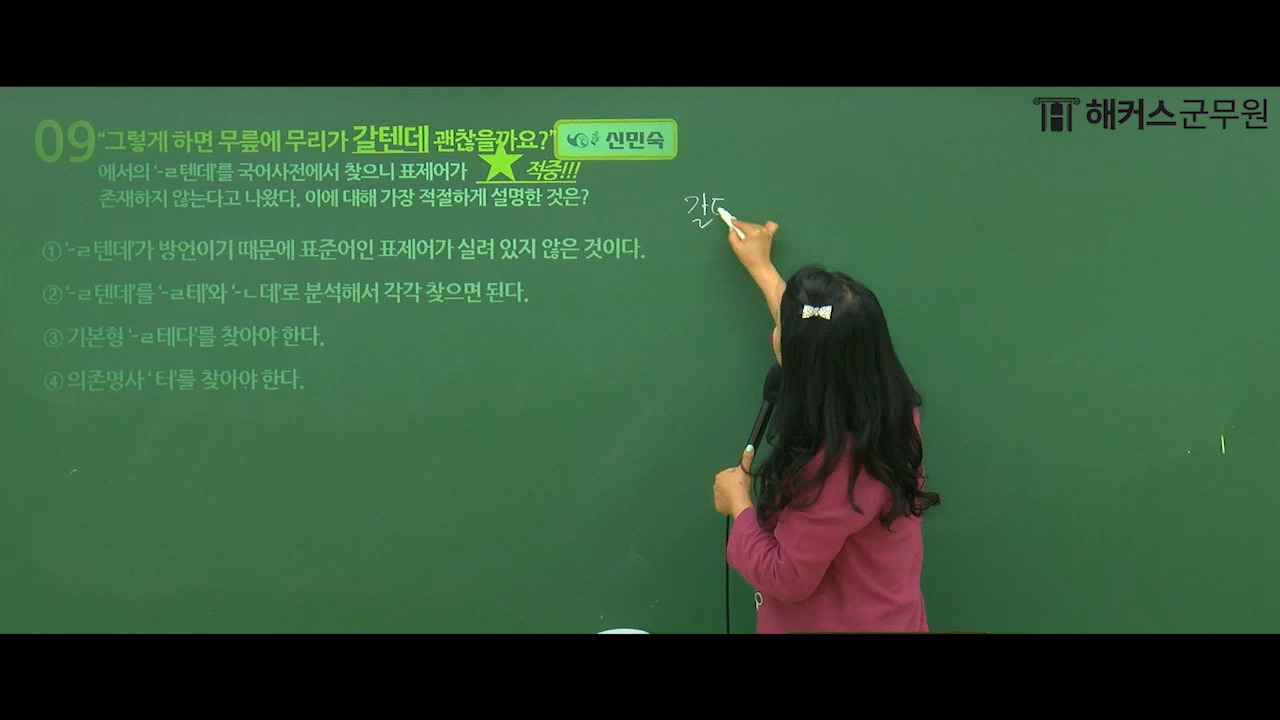 해커스군무원
09 "그렇게 하면 무릎에 무리가 갈텐데 괜찮을까요?" 신민숙
에서의 '-ㄹ텐데'를 국어사전에서 찾으니 표제어가 적중!!!
존재하지 않는다고 나왔다. 이에 대해 가장 적절하게 설명한 것은?
갈
① '-ㄹ텐데'가 방언이기 때문에 표준어인 표제어가 실려 있지 않은 것이다.
② '-ㄹ텐데'를 '-ㄹ테'와 '-ㄴ데'로 분석해서 각각 찾으면 된다.
③ 기본형 '-ㄹ테다'를 찾아야 한다.
④ 의존명사 '터'를 찾아야 한다.